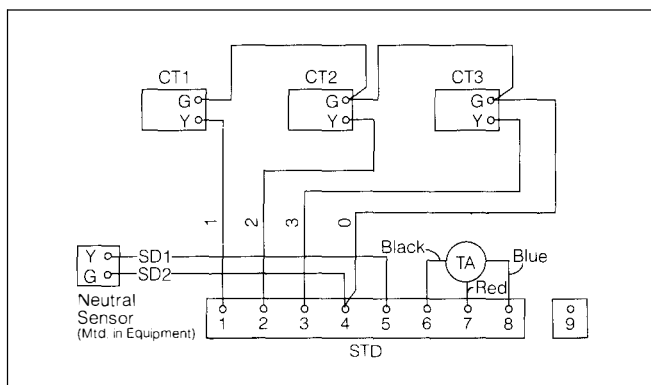 CT1
CT2
CT3
G
Y
G
Y
G
Y
1
2
3
0
Y
SD1
G
SD2
Neutral
Sensor
(Mtd. in Equipment)
Black
TA
Blue
Red
1 2 3 4 5 6 7 8
9
STD